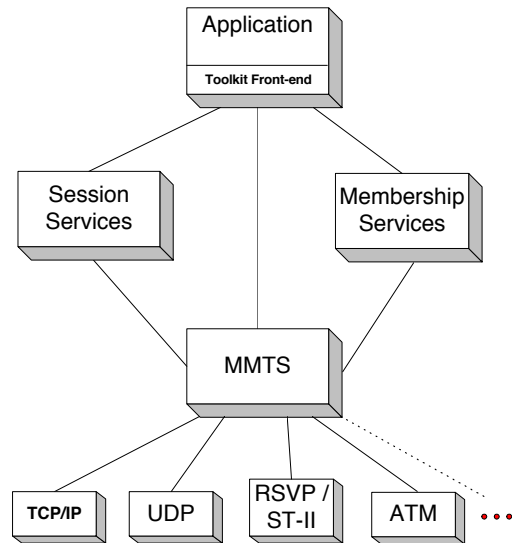 Application
Toolkit Front-end
Session
Services
Membership
Services
MMTS
TCP/IP
UDP
RSVP /
ST-II
ATM